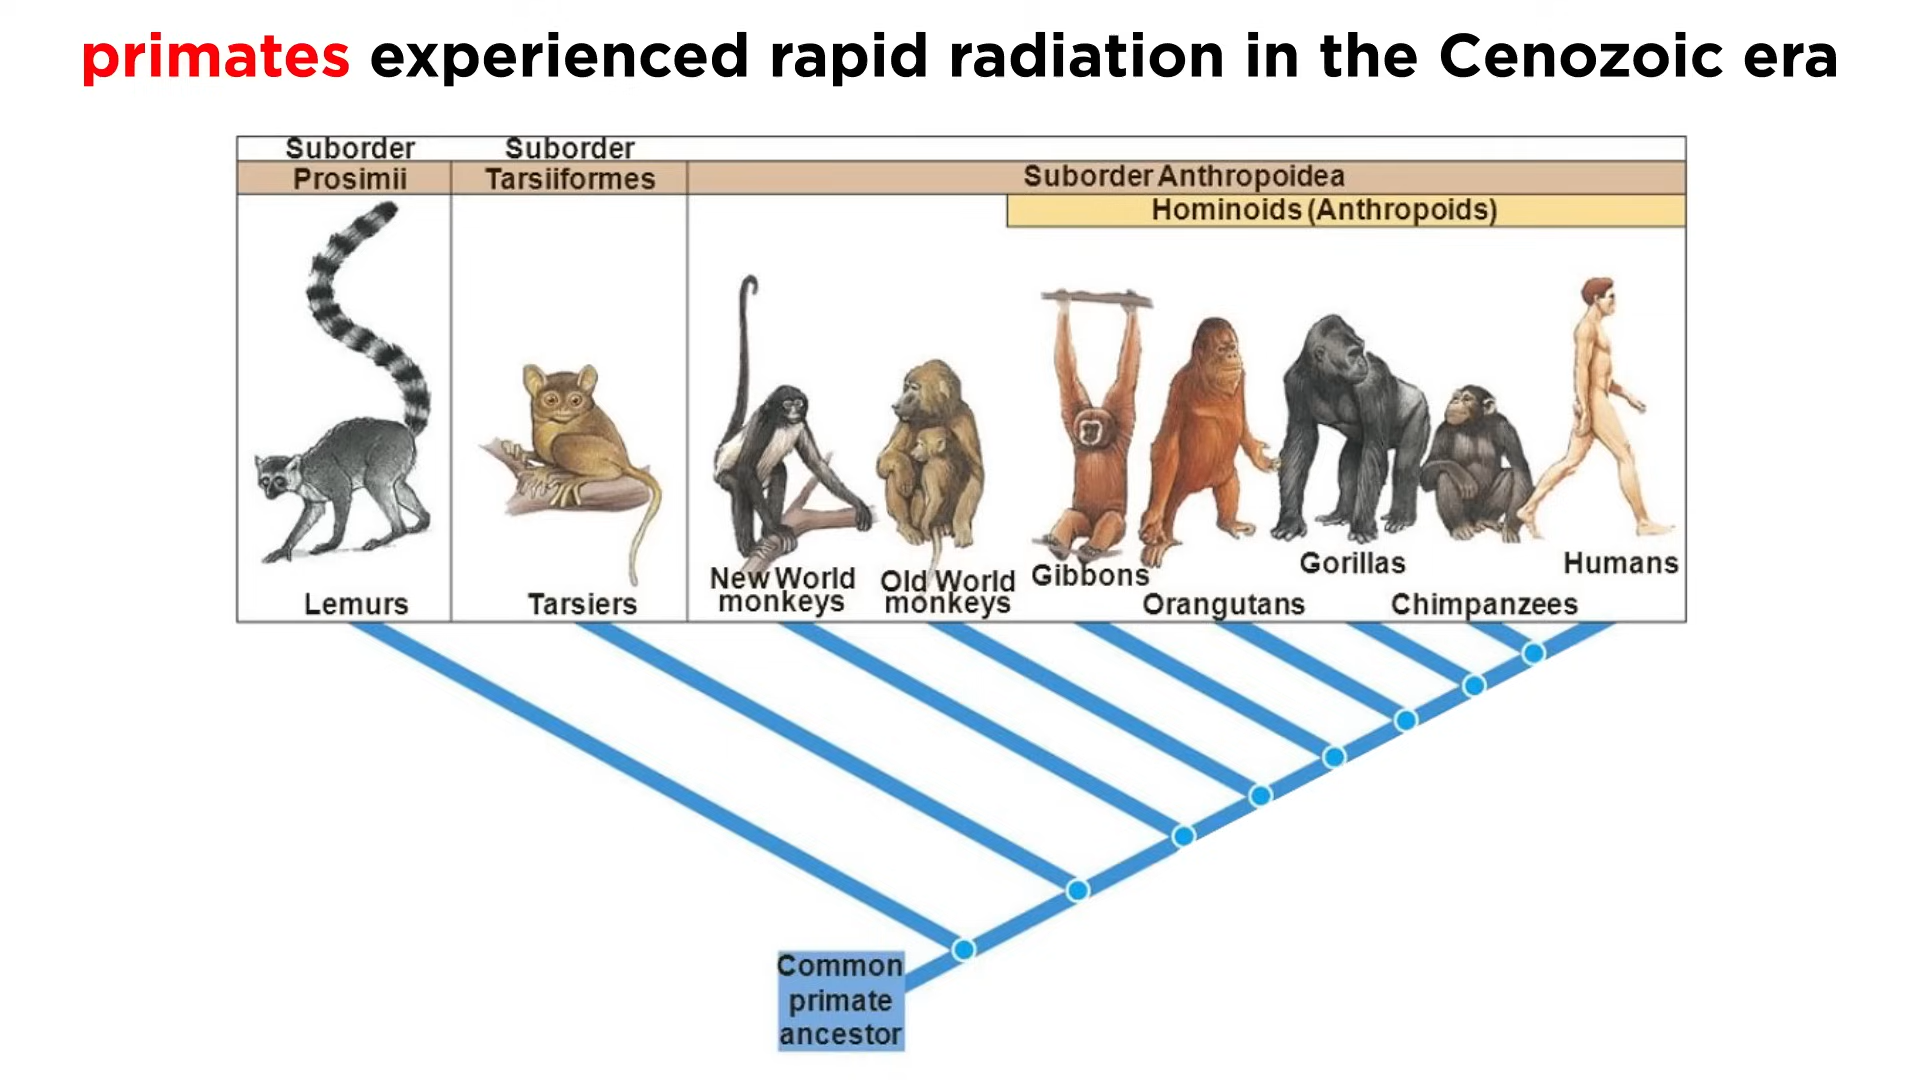 primates experienced rapid radiation in the Cenozoic era
Suborder
Prosimii
Suborder
Tarsiiformes
Suborder Anthropoidea
Hominoids (Anthropoids)
Lemurs
Tarsiers
New World
monkeys
Old World
monkeys
Gibbons
Orangutans
Gorillas
Chimpanzees
Humans
Common
primate
ancestor